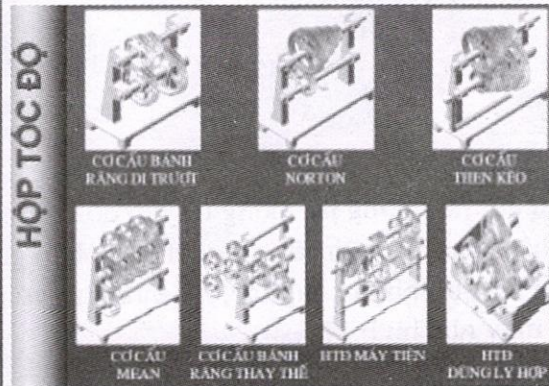 HỘP TỐC ĐỘ
CƠ CẤU BÁNH
RĂNG DI TRƯỢT
CƠ CẤU
NORTON
CƠ CẤU
THEN KÉO
CƠ CẤU
MEAN
CƠ CẤU BÁNH
RĂNG THAY THẾ
HTĐ MÁY TIỆN
HTĐ
DÙNG LY HỢP